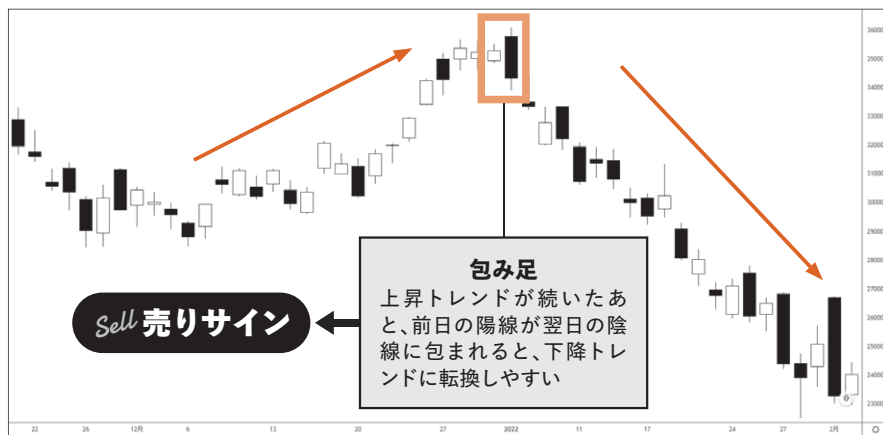 36000
35000
34000
32000
31000
30000
29000
28000
27000
26000
24000
23000
包み足
上昇トレンドが続いたあ
と、前日の陽線が翌日の陰
線に包まれると、下降トレ
ンドに転換しやすい
Sell 売りサイン
22 26 12月 6 13 20 27 2022 11 17 24 27 2月